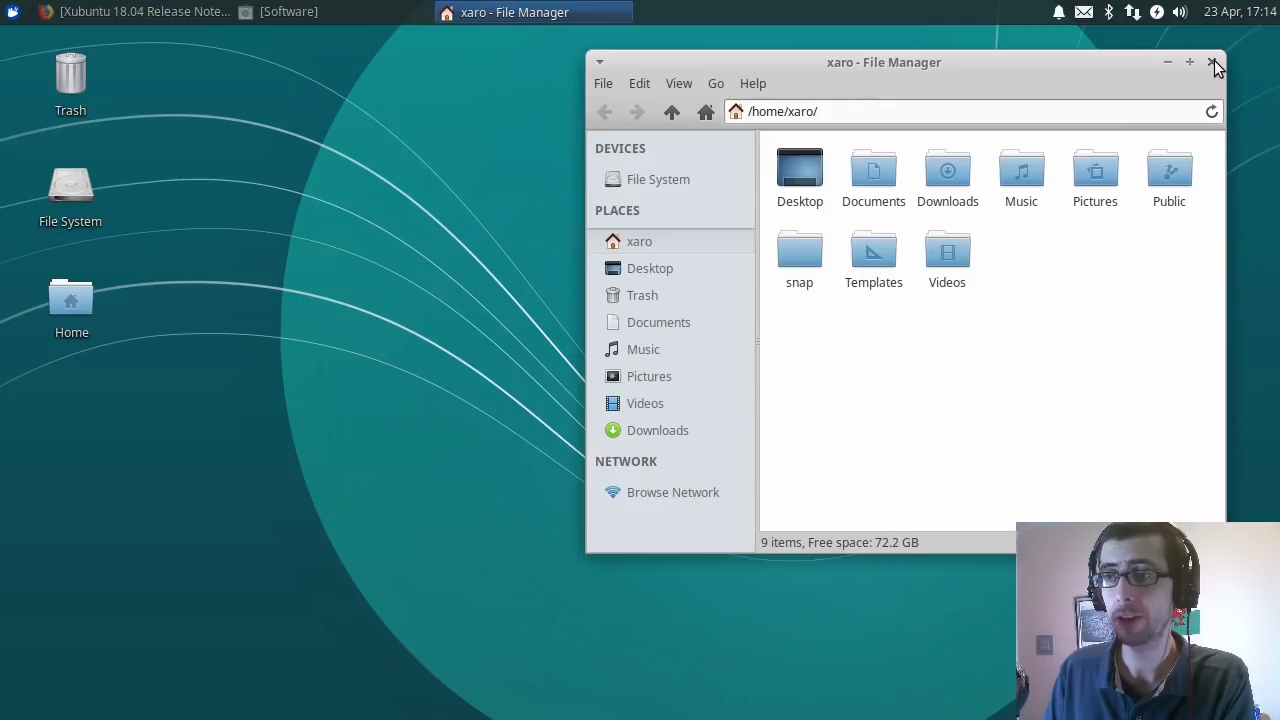 [Xubuntu 18.04 Release Note...
[Software]
xaro - File Manager
23 Apr, 17:14
Trash
File System
Home
xaro - File Manager
File Edit View Go Help
/home/xaro/
DEVICES
File System
PLACES
xaro
Desktop
Trash
Documents
Music
Pictures
Videos
Downloads
NETWORK
Browse Network
Desktop Documents Downloads Music Pictures Public
snap Templates Videos
9 items, Free space: 72.2 GB